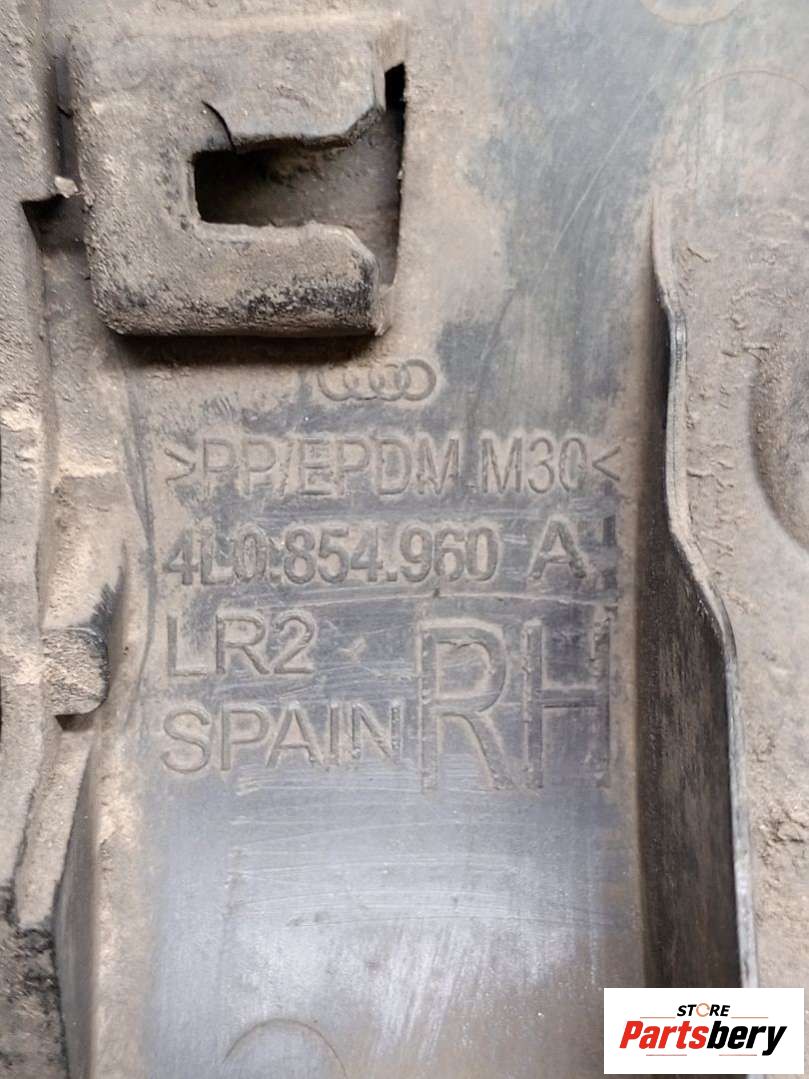 >PP/EPDM M30<
4L0.854.960 A
LR2
RH
SPAIN
STORE
Partsbery